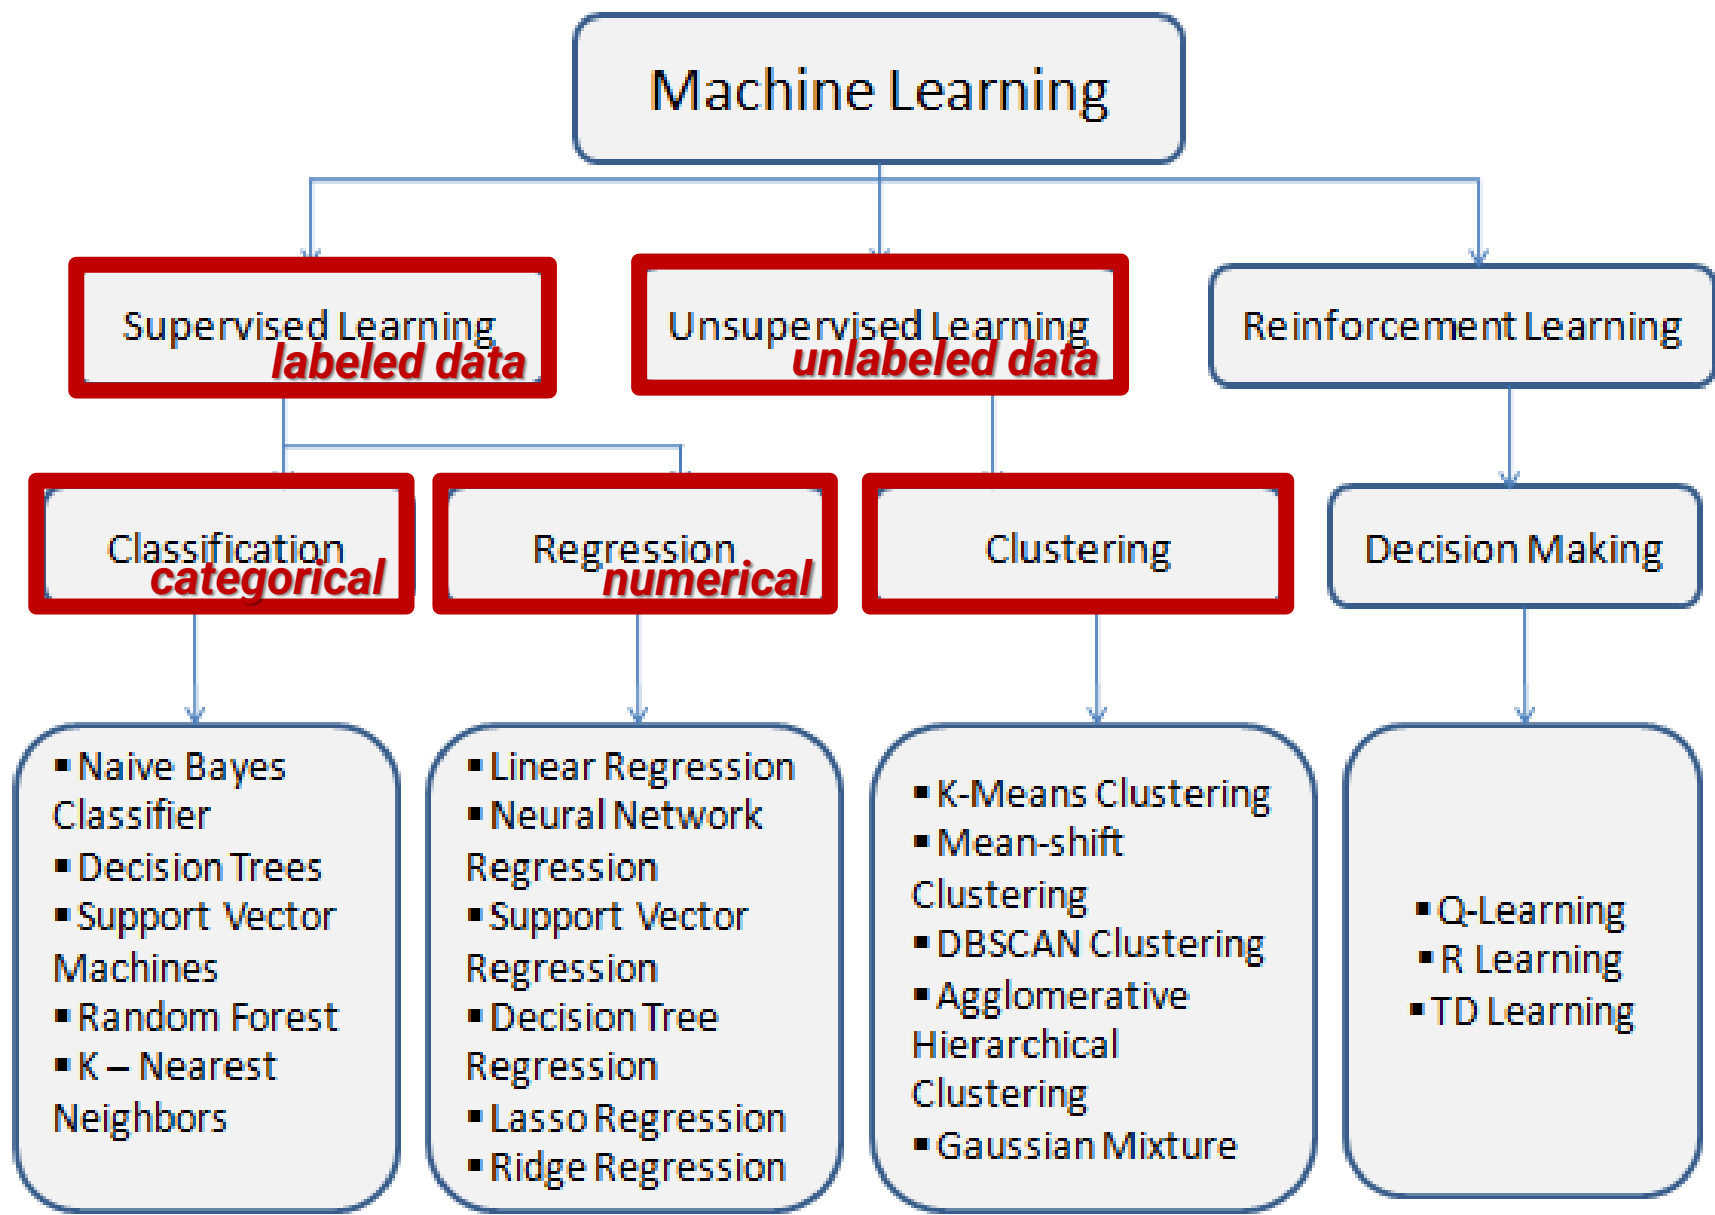 Machine Learning
Supervised Learning
labeled data
Unsupervised Learning
unlabeled data
Reinforcement Learning
Classification
categorical
Regression
numerical
Clustering
Decision Making
▪ Naive Bayes
Classifier
▪ Decision Trees
▪ Support Vector
Machines
▪ Random Forest
▪ K – Nearest
Neighbors
▪ Linear Regression
▪ Neural Network
Regression
▪ Support Vector
Regression
▪ Decision Tree
Regression
▪ Lasso Regression
▪ Ridge Regression
▪ K-Means Clustering
▪ Mean-shift
Clustering
▪ DBSCAN Clustering
▪ Agglomerative
Hierarchical
Clustering
▪ Gaussian Mixture
▪ Q-Learning
▪ R Learning
▪ TD Learning